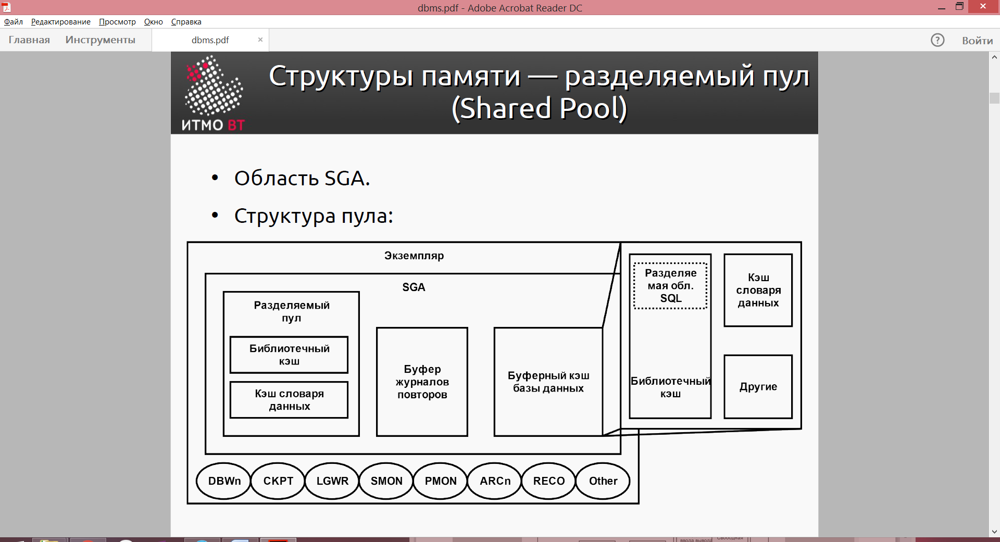 dbms.pdf - Adobe Acrobat Reader DC
Файл Редактирование Просмотр Окно Справка
Главная Инструменты dbms.pdf × ? Войти
Структуры памяти — разделяемый пул
(Shared Pool)
ИТМО ВТ
• Область SGA.
• Структура пула:
Экземпляр
SGA
Разделяемый
пул
Библиотечный
кэш
Кэш словаря
данных
Буфер
журналов
повторов
Буферный кэш
базы данных
Разделяе
мая обл.
SQL
Библиотечный
кэш
Кэш
словаря
данных
Другие
DBWn CKPT LGWR SMON PMON ARCn RECO Other
ввода вывода
Свободная